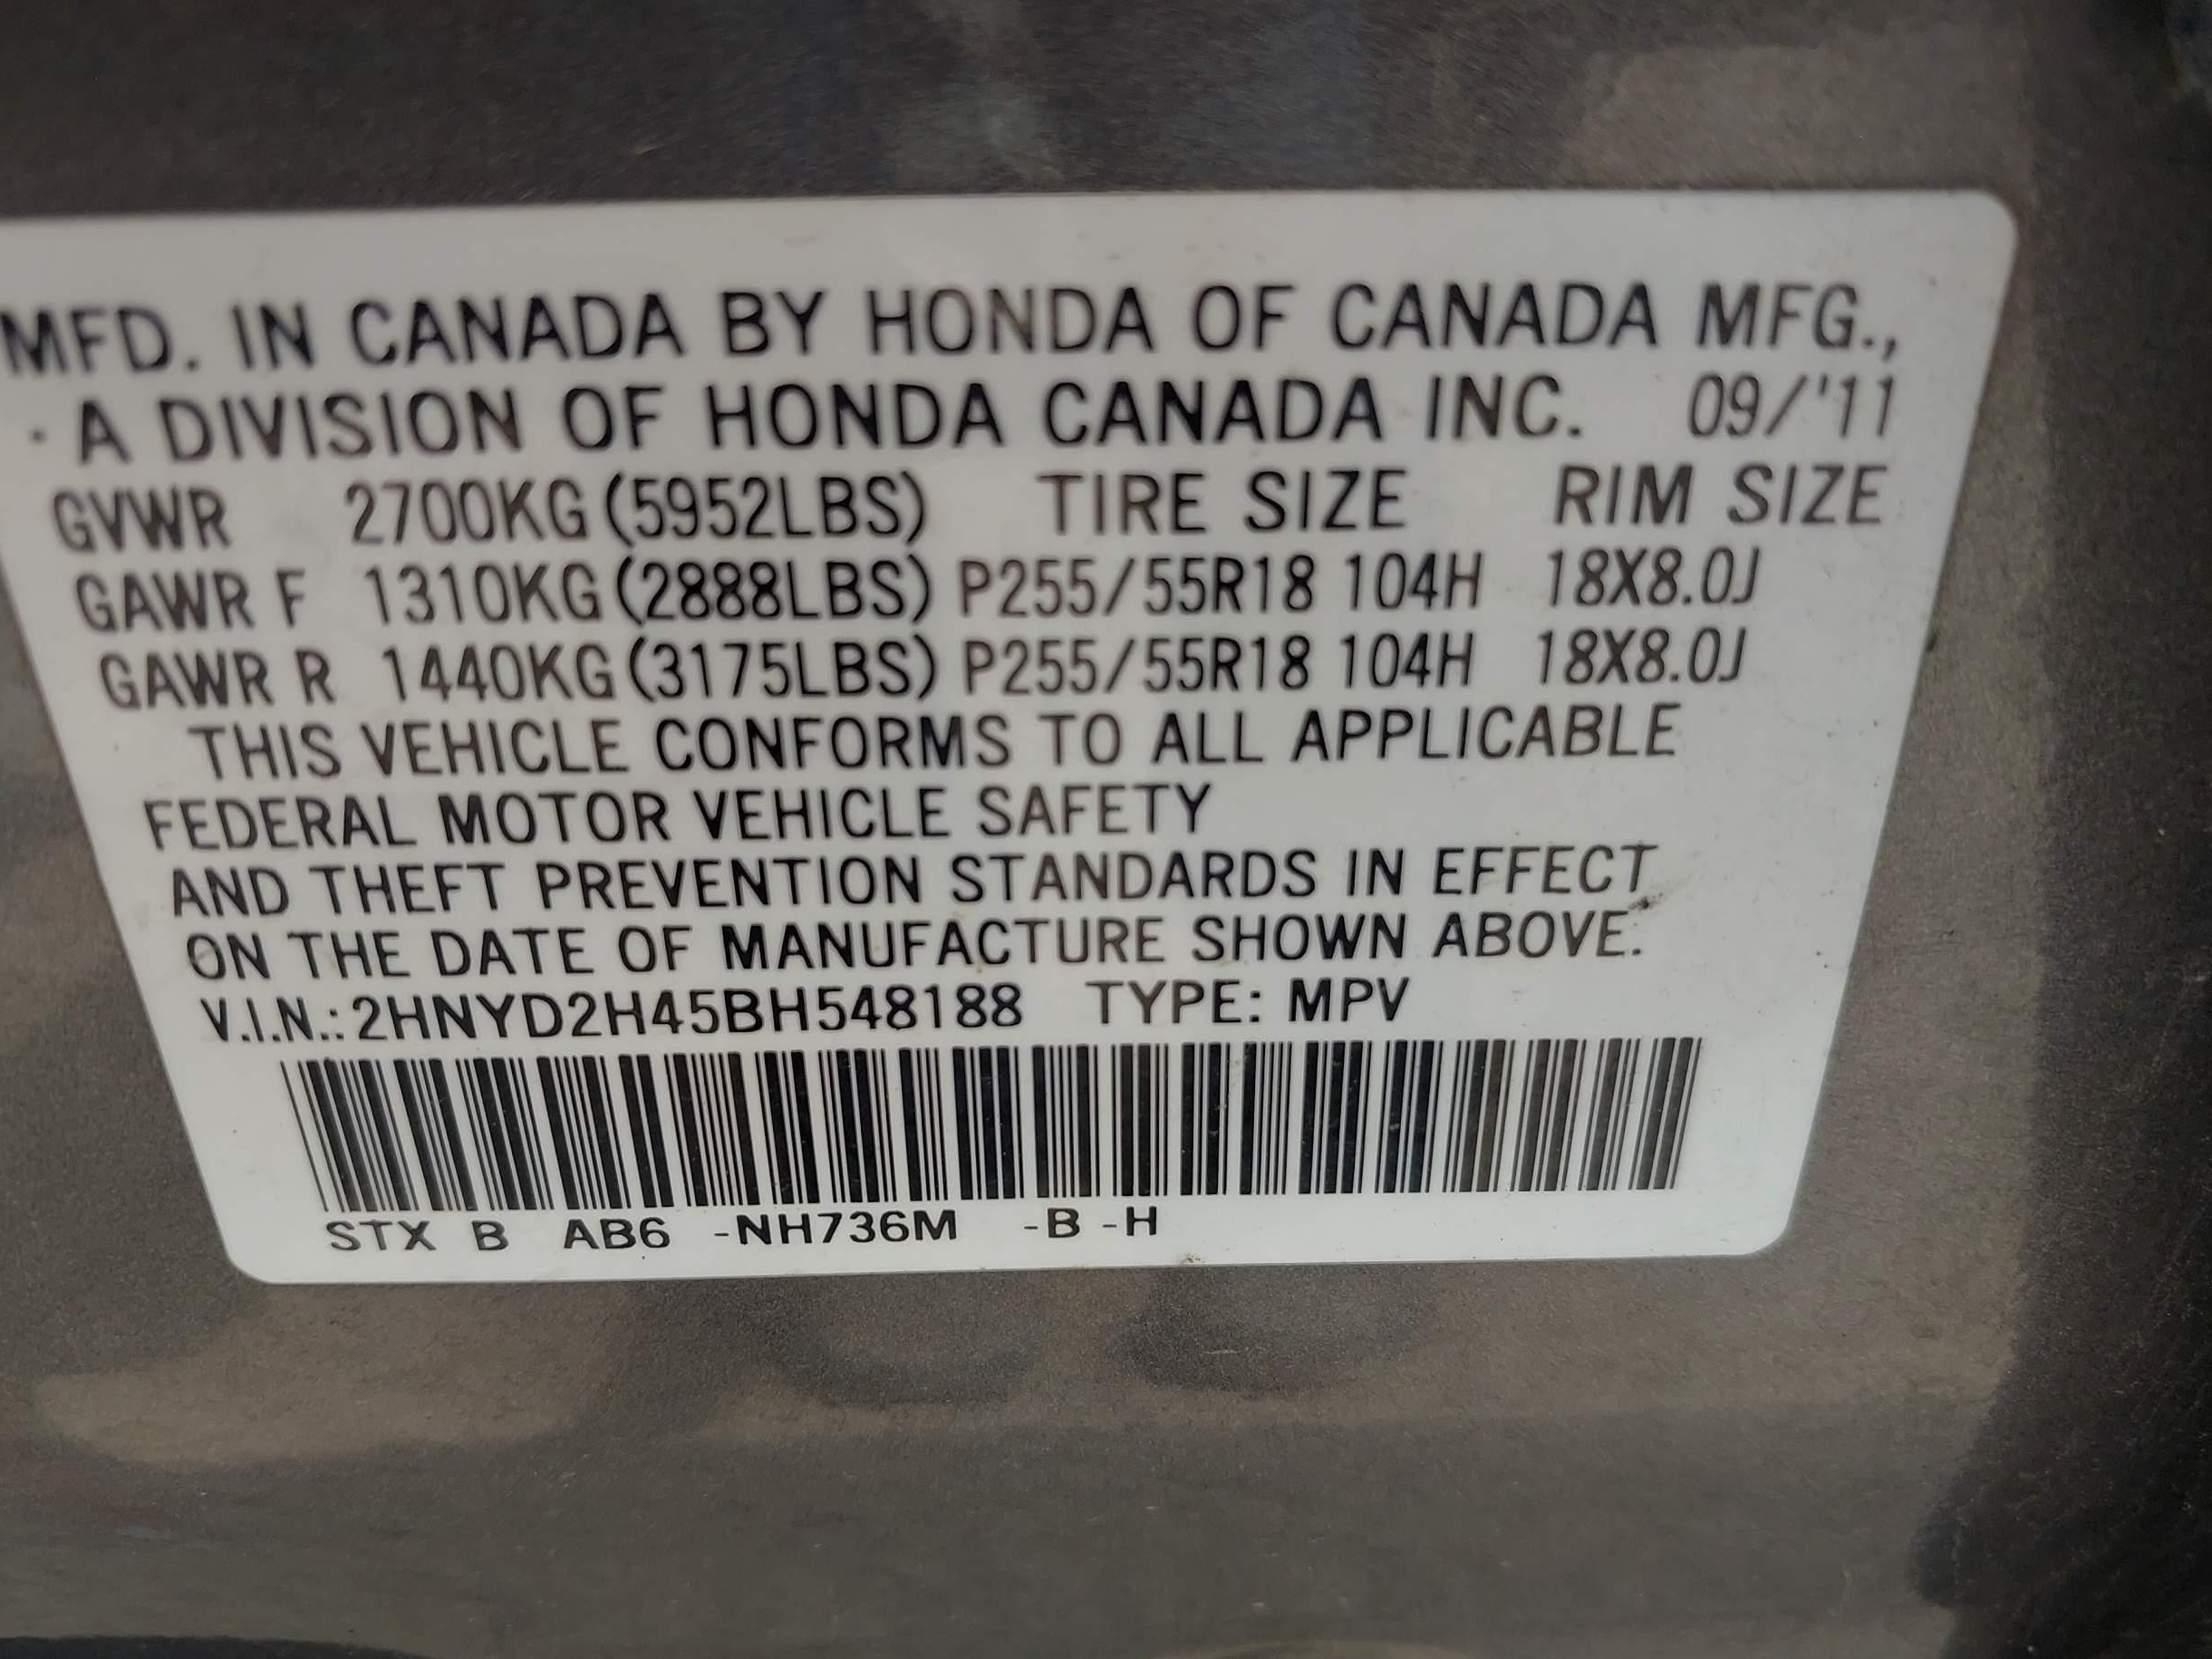 MFD. IN CANADA BY HONDA OF CANADA MFG.,
A DIVISION OF HONDA CANADA INC. 09/'11
GVWR 2700KG (5952LBS) TIRE SIZE RIM SIZE
GAWR F 1310KG (2888LBS) P255/55R18 104H 18X8.0J
GAWR R 1440KG (3175LBS) P255/55R18 104H 18X8.0J
THIS VEHICLE CONFORMS TO ALL APPLICABLE
FEDERAL MOTOR VEHICLE SAFETY
AND THEFT PREVENTION STANDARDS IN EFFECT
ON THE DATE OF MANUFACTURE SHOWN ABOVE.
V.I.N.: 2HNYD2H45BH548188 TYPE: MPV
STX B AB6 -NH736M -B -H